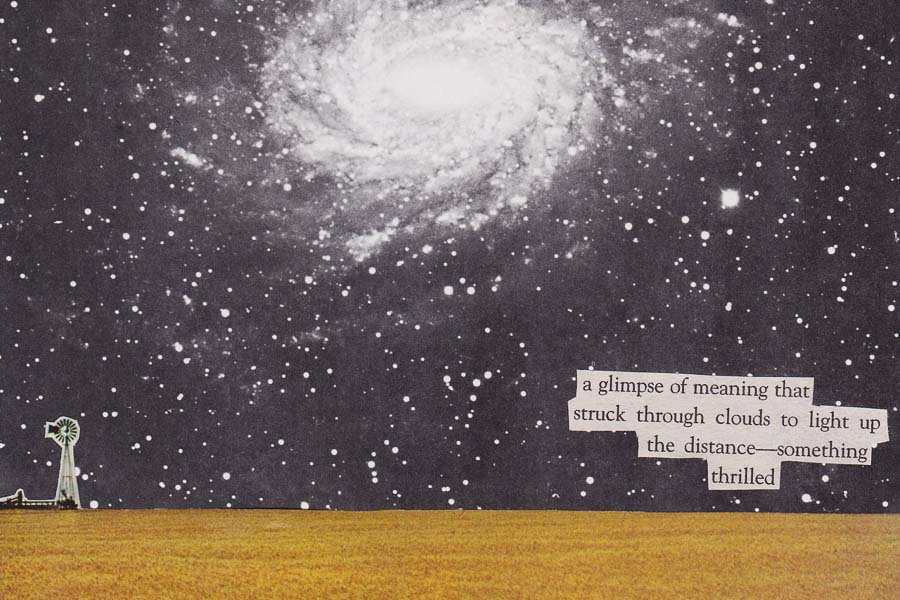 a glimpse of meaning that
struck through clouds to light up
the distance—something
thrilled